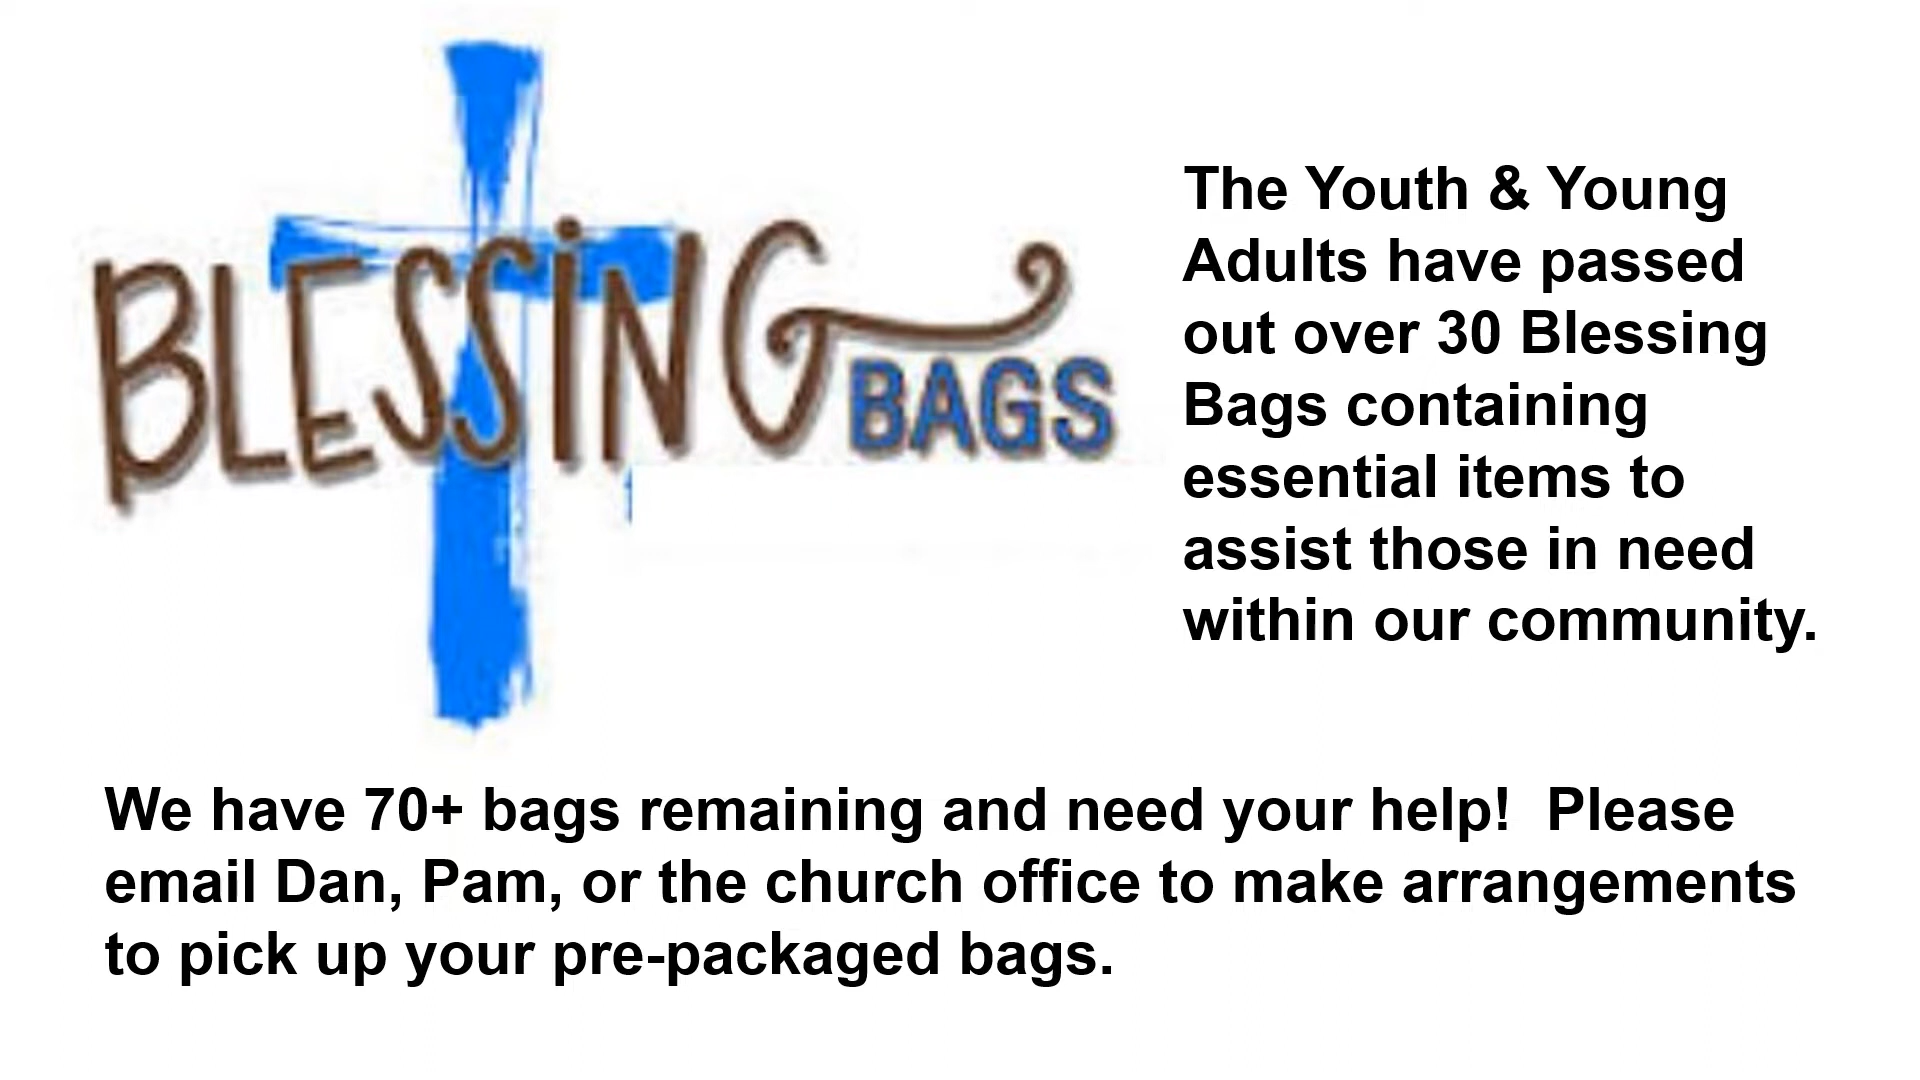 BLESSiNG
BAGS
The Youth & Young
Adults have passed
out over 30 Blessing
Bags containing
essential items to
assist those in need
within our community.
We have 70+ bags remaining and need your help!  Please
email Dan, Pam, or the church office to make arrangements
to pick up your pre-packaged bags.